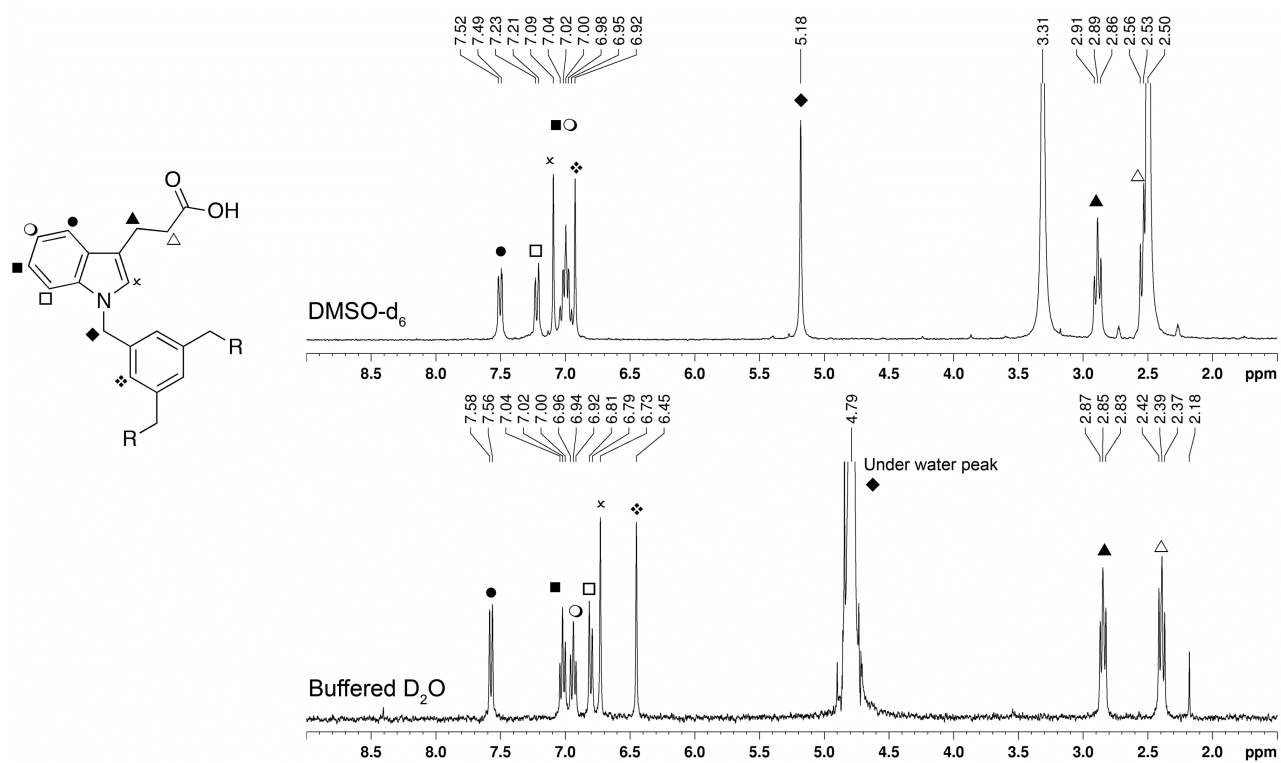 7.52 7.49 7.23 7.21 7.09 7.04 7.02 7.00 6.98 6.95 6.92 5.18 3.31 2.91 2.89 2.86 2.56 2.53 2.50
O
OH
x
x
N
R
R
DMSO-d6
8.5 8.0 7.5 7.0 6.5 6.0 5.5 5.0 4.5 4.0 3.5 3.0 2.5 2.0 ppm
7.58 7.56 7.04 7.02 7.00 6.96 6.94 6.92 6.81 6.79 6.73 6.45 4.79 2.87 2.85 2.83 2.42 2.39 2.37 2.18
Under water peak
x
Buffered D2O
8.5 8.0 7.5 7.0 6.5 6.0 5.5 5.0 4.5 4.0 3.5 3.0 2.5 2.0 ppm